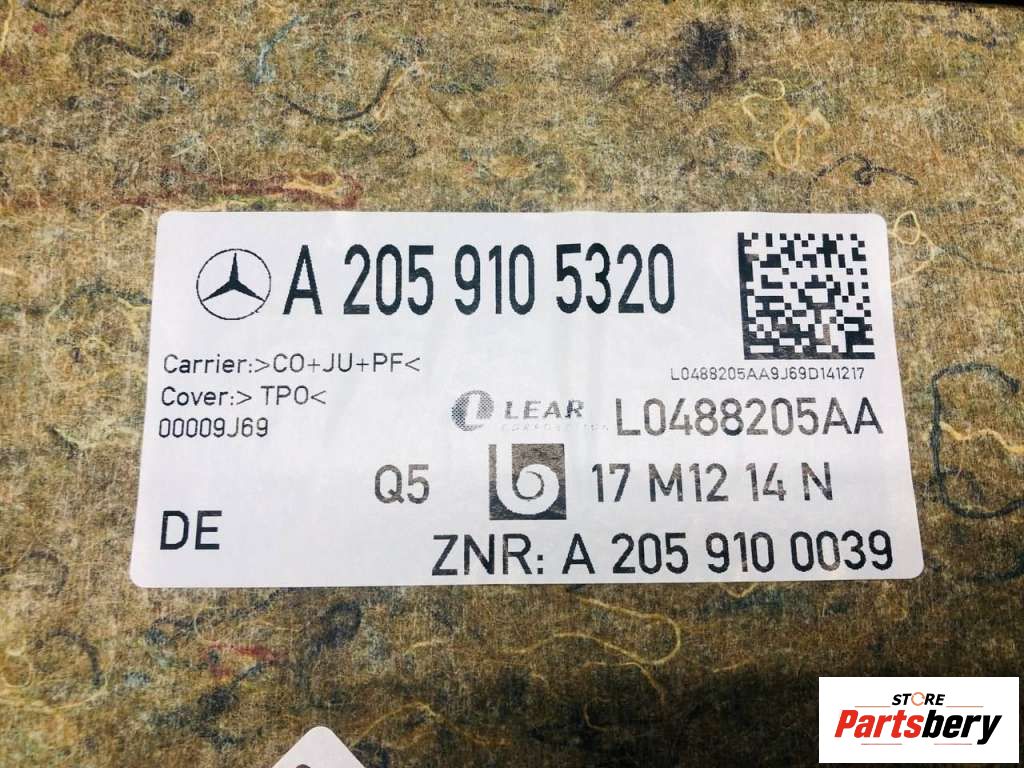 A 205 910 5320
L0488205AA9J69D141217
Carrier:>CO+JU+PF<
Cover:> TPO<
00009J69
LEAR
CORPORATION
L0488205AA
Q5
17 M12 14 N
DE
ZNR: A 205 910 0039
STORE
Partsbery